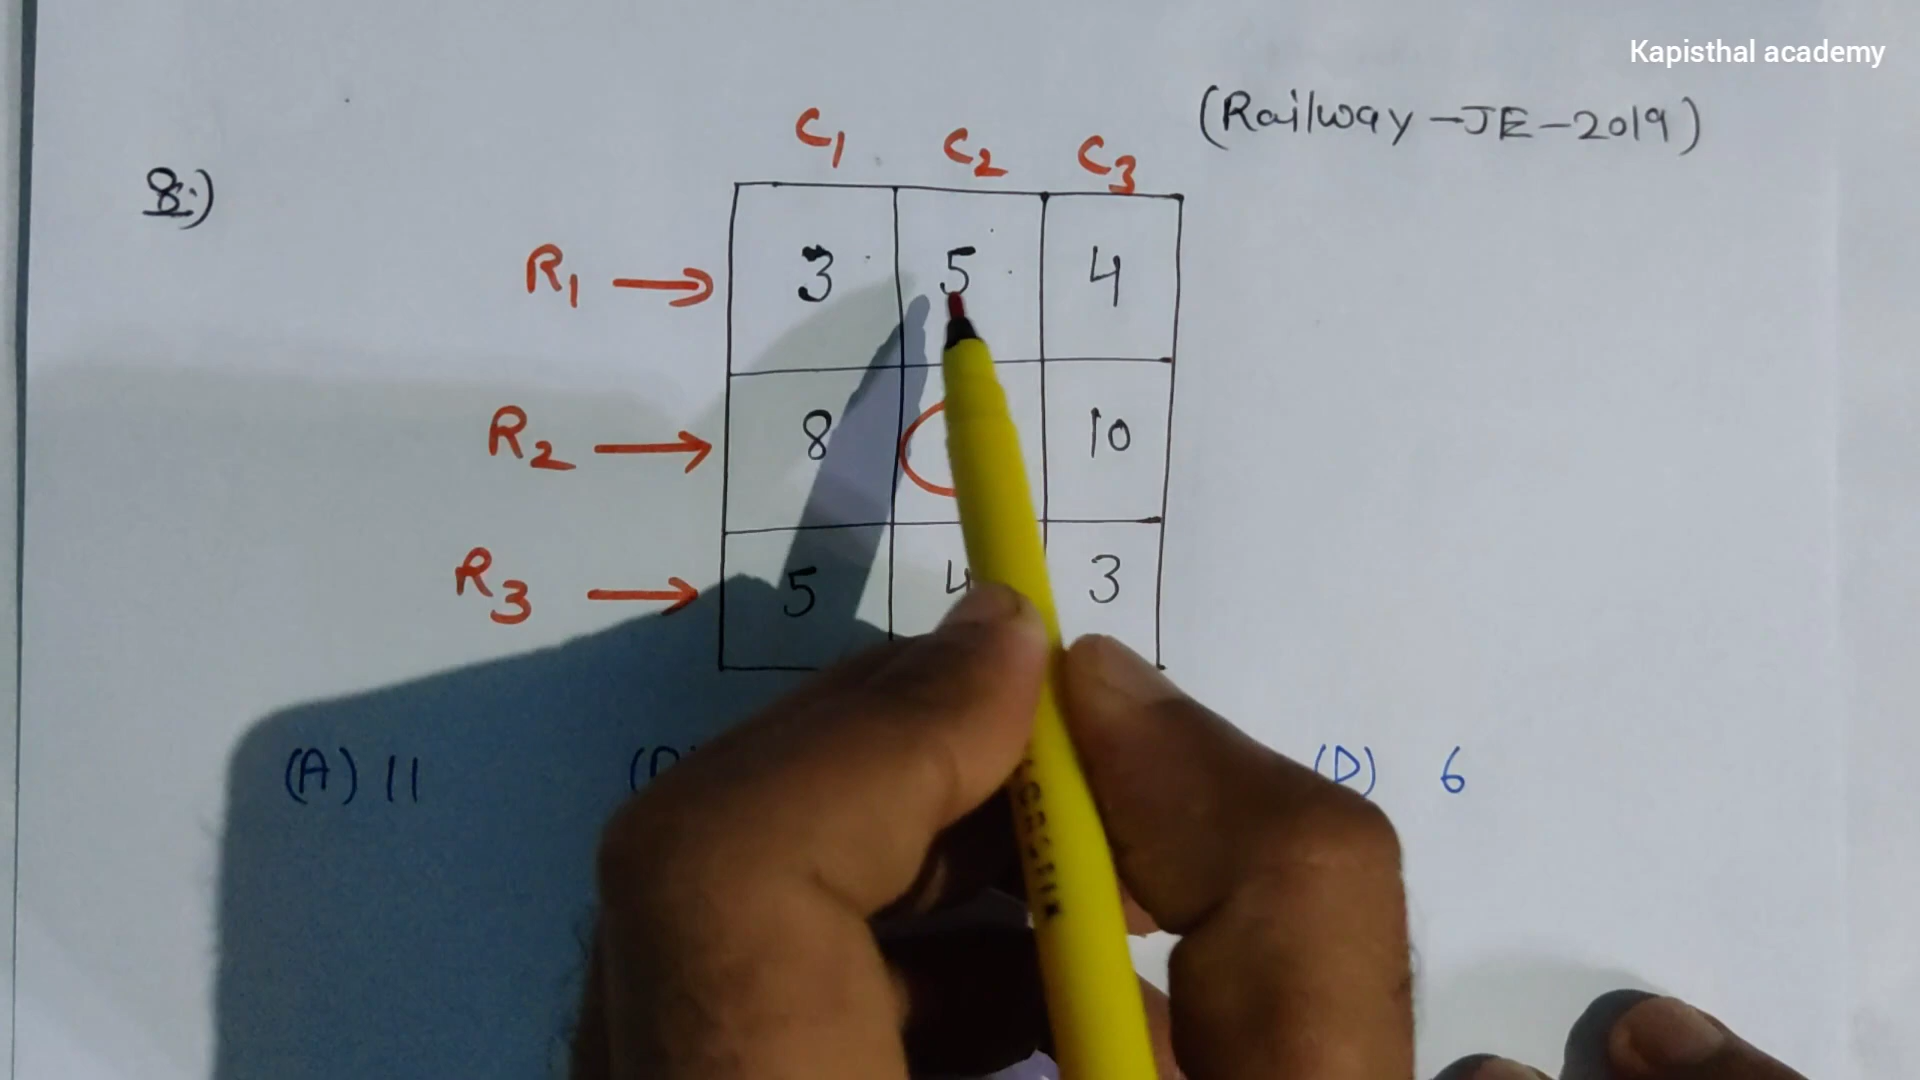 Kapisthal academy
(Railway - JE - 2019)
C1 C2 C3
8:)
R1 → 3 5 4
R2 → 8 10
R3 → 5 4 3
(A) 11 (D) 6